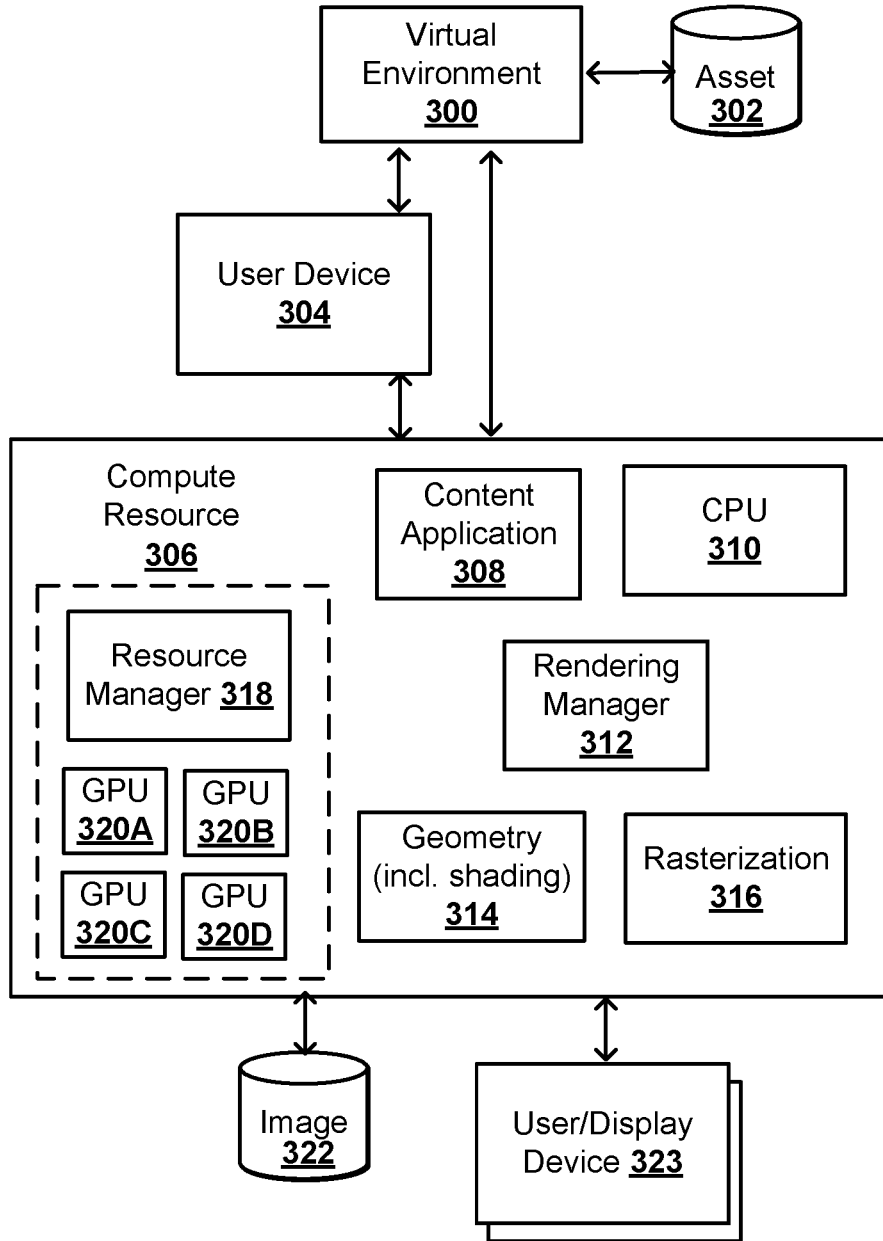 Virtual
Environment
300
Asset
302
User Device
304
Compute
Resource
306
Content
Application
308
CPU
310
Resource
Manager 318
Rendering
Manager
312
GPU
320A
GPU
320B
GPU
320C
GPU
320D
Geometry
(incl. shading)
314
Rasterization
316
Image
322
User/Display
Device 323